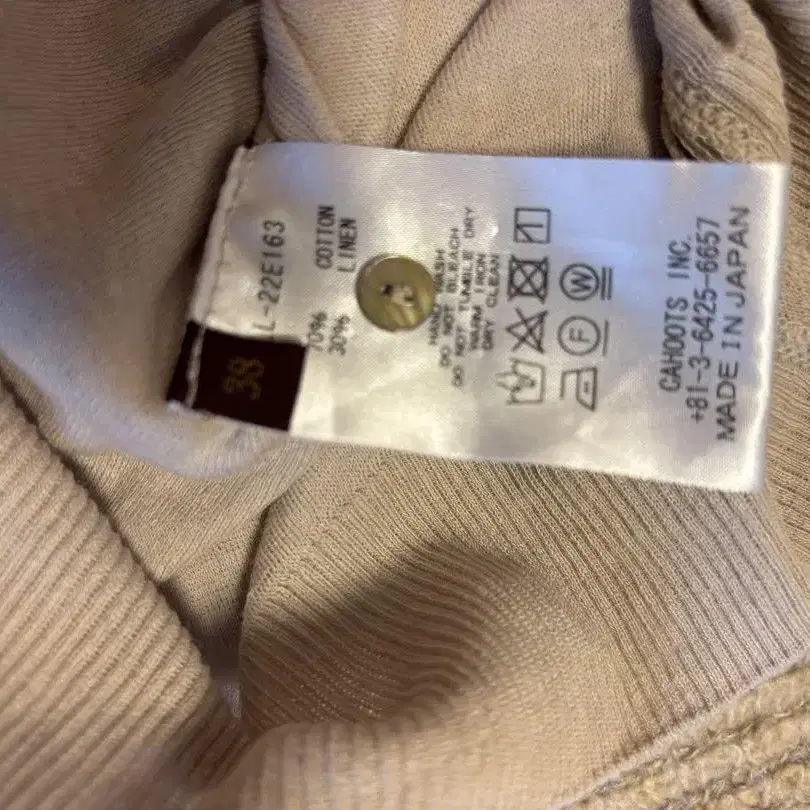 38
LL-22E163
70% COTTON
30% LINEN
HAND WASH
DO NOT BLEACH
DO NOT TUMBLE DRY
WARM IRON
DRY CLEAN
F
W
CAHOOTS INC.
+81-3-6425-6657
MADE IN JAPAN